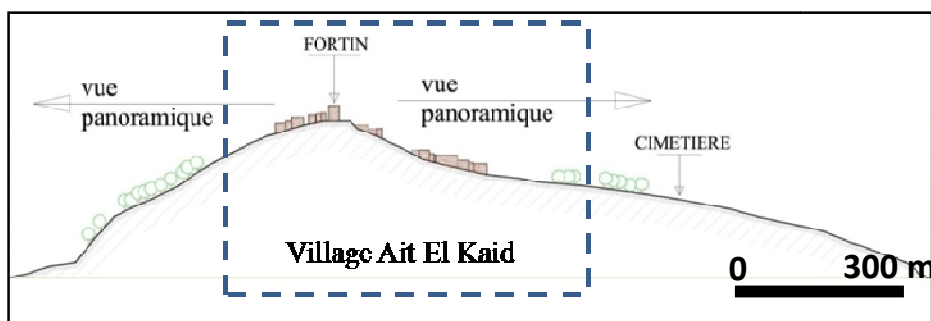 FORTIN
vue
panoramique
vue
panoramique
CIMETIERE
Village Ait El Kaid
0 300 m